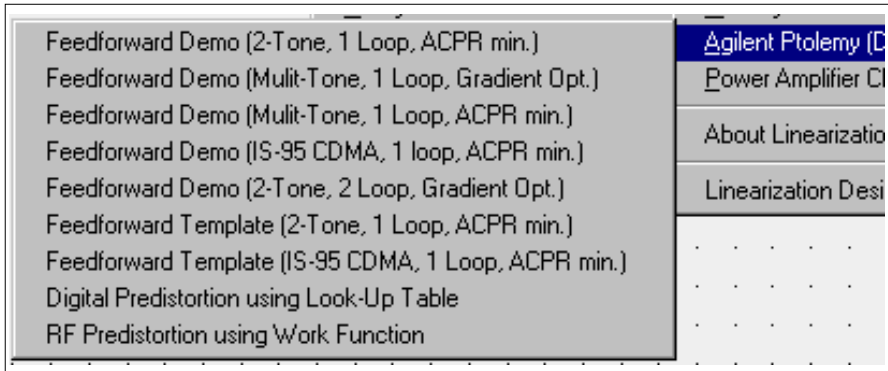 Feedforward Demo (2-Tone, 1 Loop, ACPR min.)
Feedforward Demo (Mulit-Tone, 1 Loop, Gradient Opt.)
Feedforward Demo (Mulit-Tone, 1 Loop, ACPR min.)
Feedforward Demo (IS-95 CDMA, 1 loop, ACPR min.)
Feedforward Demo (2-Tone, 2 Loop, Gradient Opt.)
Feedforward Template (2-Tone, 1 Loop, ACPR min.)
Feedforward Template (IS-95 CDMA, 1 Loop, ACPR min.)
Digital Predistortion using Look-Up Table
RF Predistortion using Work Function
Agilent Ptolemy (D
Power Amplifier Cl
About Linearizatio
Linearization Desi